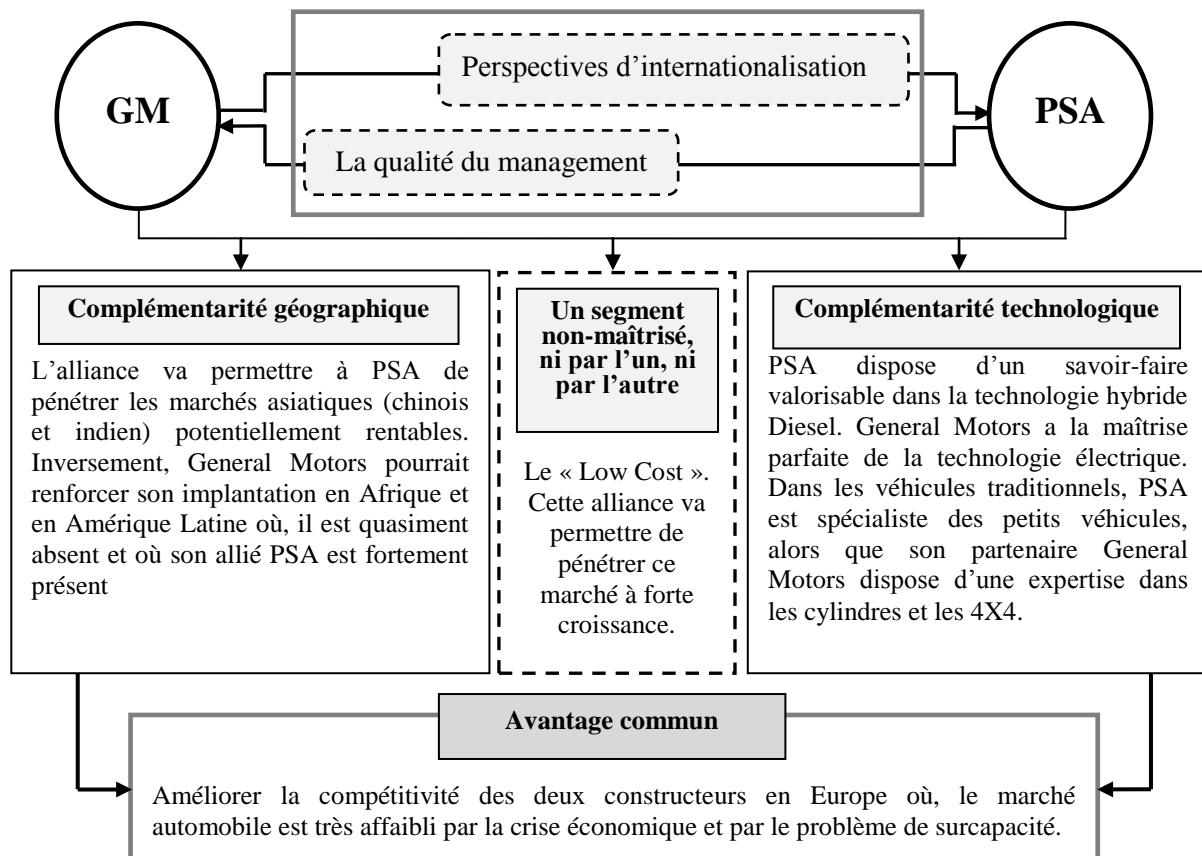 GM
Perspectives d’internationalisation
La qualité du management
PSA
Complémentarité géographique
L’alliance va permettre à PSA de
pénétrer les marchés asiatiques (chinois
et indien) potentiellement rentables.
Inversement, General Motors pourrait
renforcer son implantation en Afrique et
en Amérique Latine où, il est quasiment
absent et où son allié PSA est fortement
présent
Un segment
non-maîtrisé,
ni par l’un, ni
par l’autre
Le « Low Cost ».
Cette alliance va
permettre de
pénétrer ce
marché à forte
croissance.
Complémentarité technologique
PSA dispose d’un savoir-faire
valorisable dans la technologie hybride
Diesel. General Motors a la maîtrise
parfaite de la technologie électrique.
Dans les véhicules traditionnels, PSA
est spécialiste des petits véhicules,
alors que son partenaire General
Motors dispose d’une expertise dans
les cylindres et les 4X4.
Avantage commun
Améliorer la compétitivité des deux constructeurs en Europe où, le marché
automobile est très affaibli par la crise économique et par le problème de surcapacité.